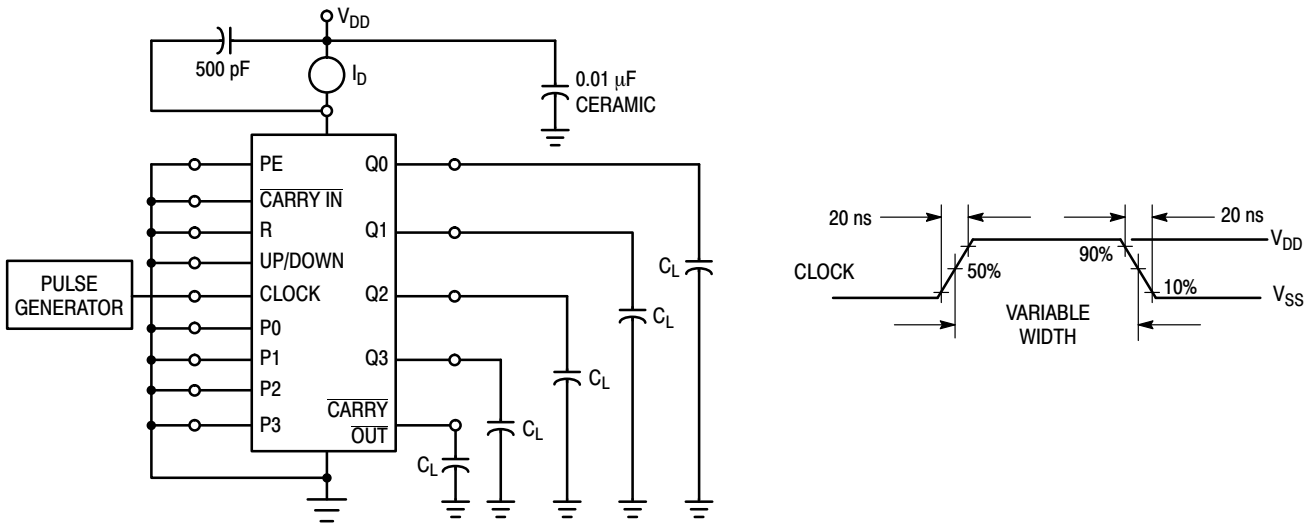 V_DD
500 pF
I_D
0.01 μF
CERAMIC
PE
Q0
CARRY IN
R
Q1
UP/DOWN
PULSE
GENERATOR
CLOCK
Q2
P0
P1
Q3
P2
P3
CARRY
OUT
C_L
C_L
C_L
C_L
C_L
20 ns
20 ns
V_DD
CLOCK
50%
90%
10%
V_SS
VARIABLE
WIDTH